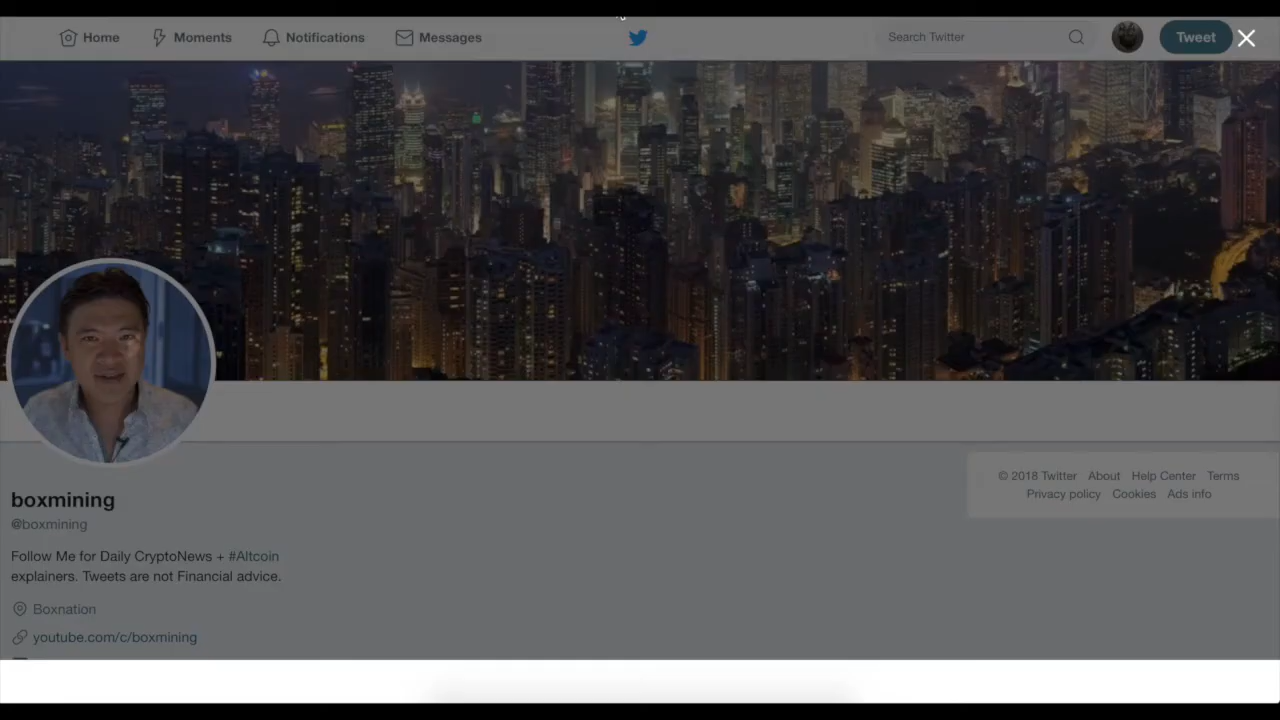 Home
Moments
Notifications
Messages
Search Twitter
Tweet
boxmining
@boxmining
Follow Me for Daily CryptoNews + #Altcoin
explainers. Tweets are not Financial advice.
Boxnation
youtube.com/c/boxmining
© 2018 Twitter About Help Center Terms
Privacy policy Cookies Ads info